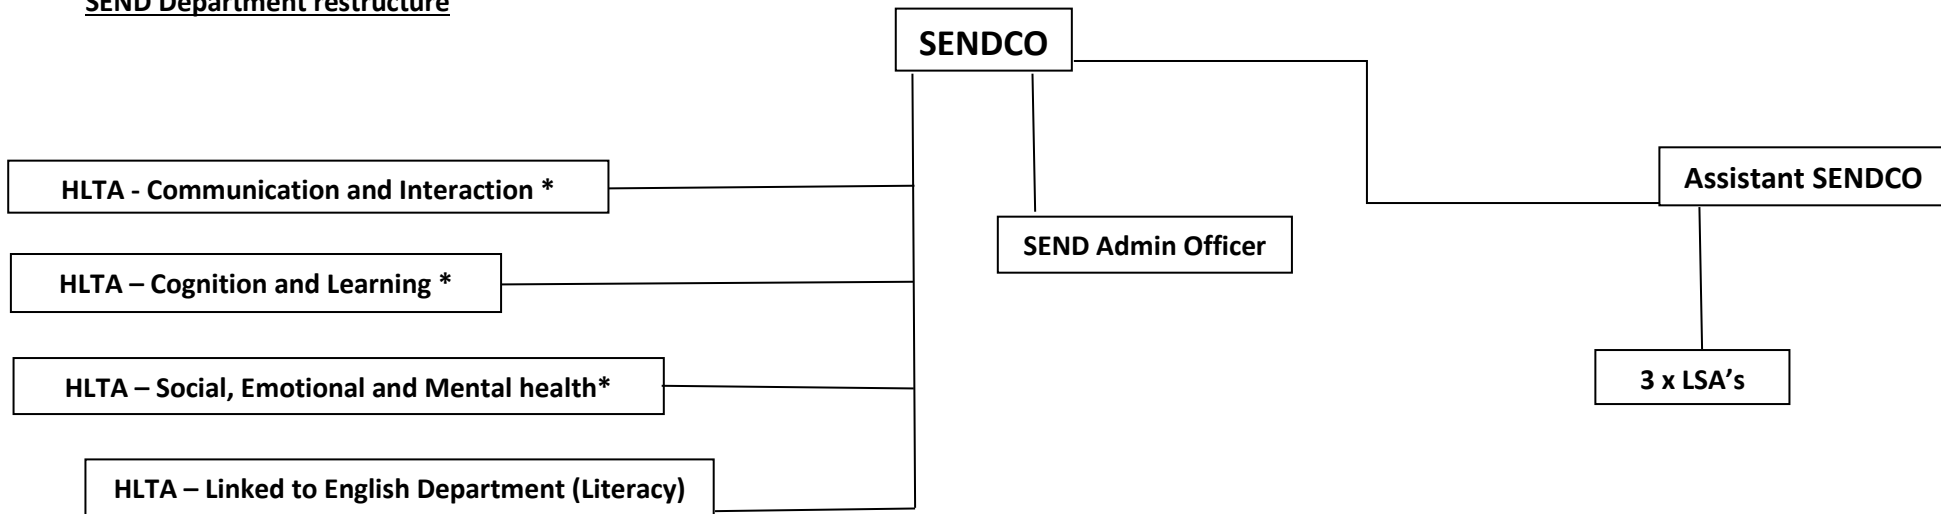 SEND Department restructure
SENDCO
HLTA - Communication and Interaction *
Assistant SENDCO
SEND Admin Officer
HLTA – Cognition and Learning *
HLTA – Social, Emotional and Mental health*
3 x LSA’s
HLTA – Linked to English Department (Literacy)